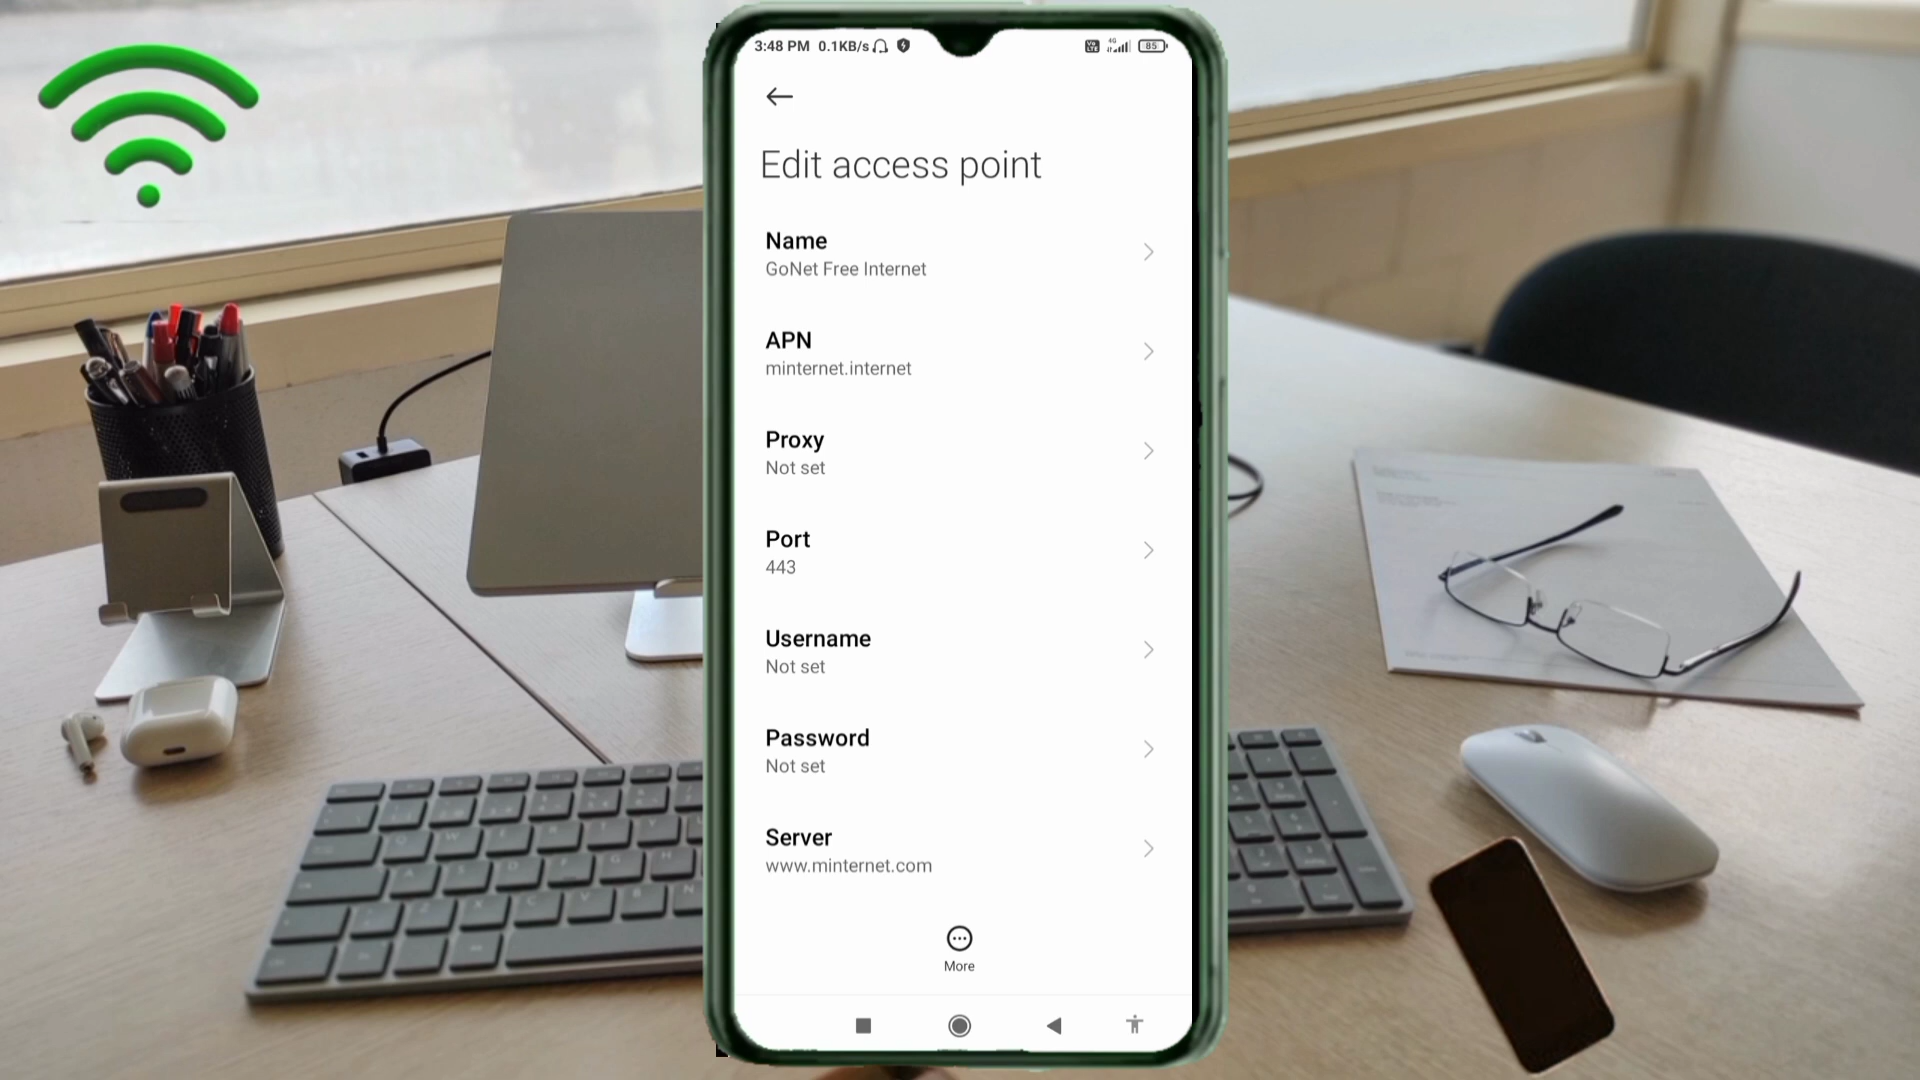 3:48 PM 0.1KB/s
4G
85
Edit access point
Name
GoNet Free Internet
APN
minternet.internet
Proxy
Not set
Port
443
Username
Not set
Password
Not set
Server
www.minternet.com
More